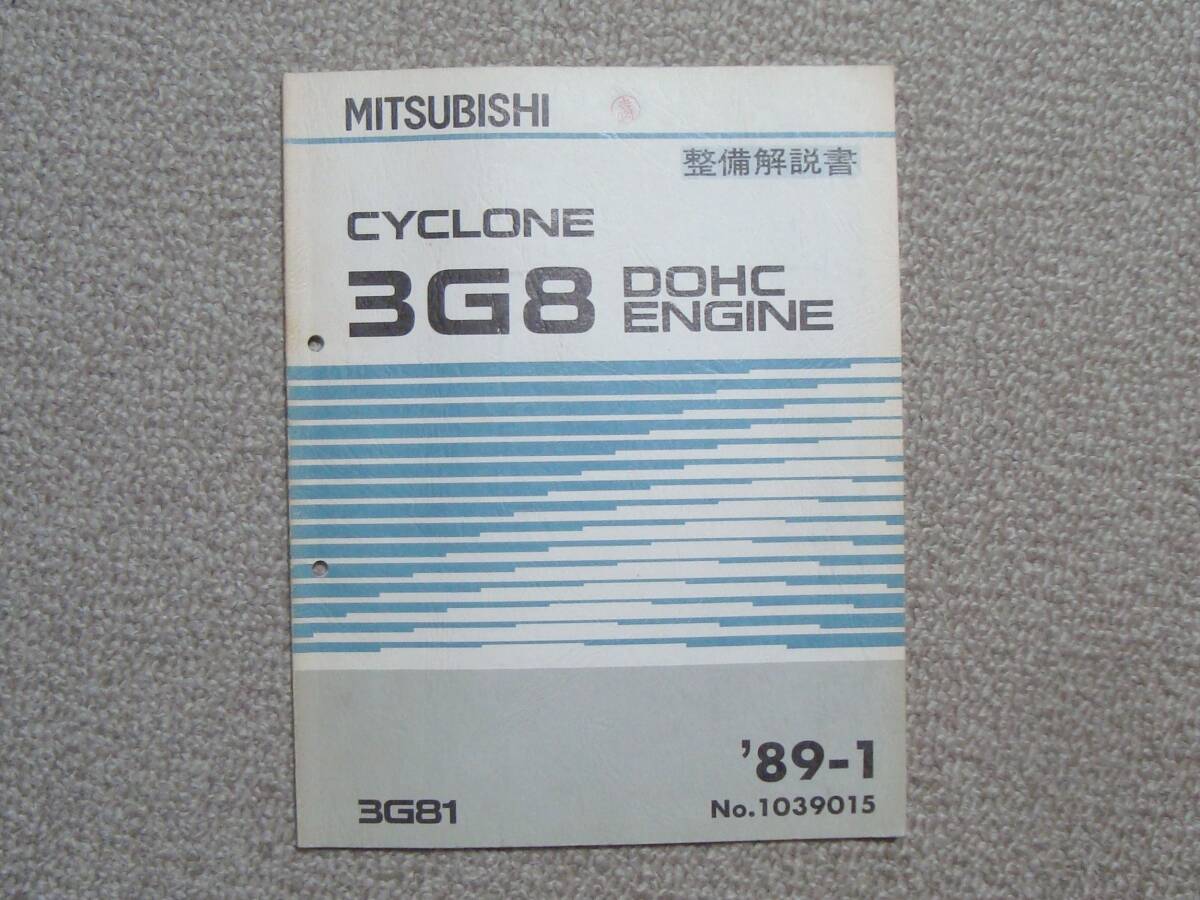 MITSUBISHI
整備解説書
CYCLONE
3G8 DOHC
ENGINE
'89-1
3G81
No.1039015